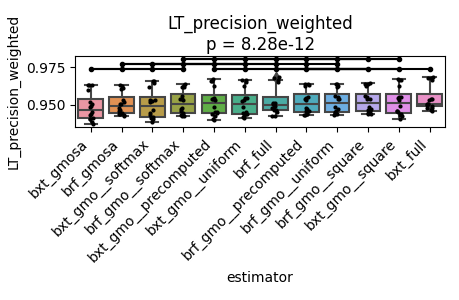 LT_precision_weighted
p = 8.28e-12
LT_precision_weighted
0.975
0.950
bxt_gmosa
brf_gmosa
bxt_gmo__softmax
brf_gmo__softmax
bxt_gmo__precomputed
bxt_gmo__uniform
brf_full
brf_gmo__precomputed
brf_gmo__uniform
brf_gmo__square
bxt_gmo__square
bxt_full
estimator